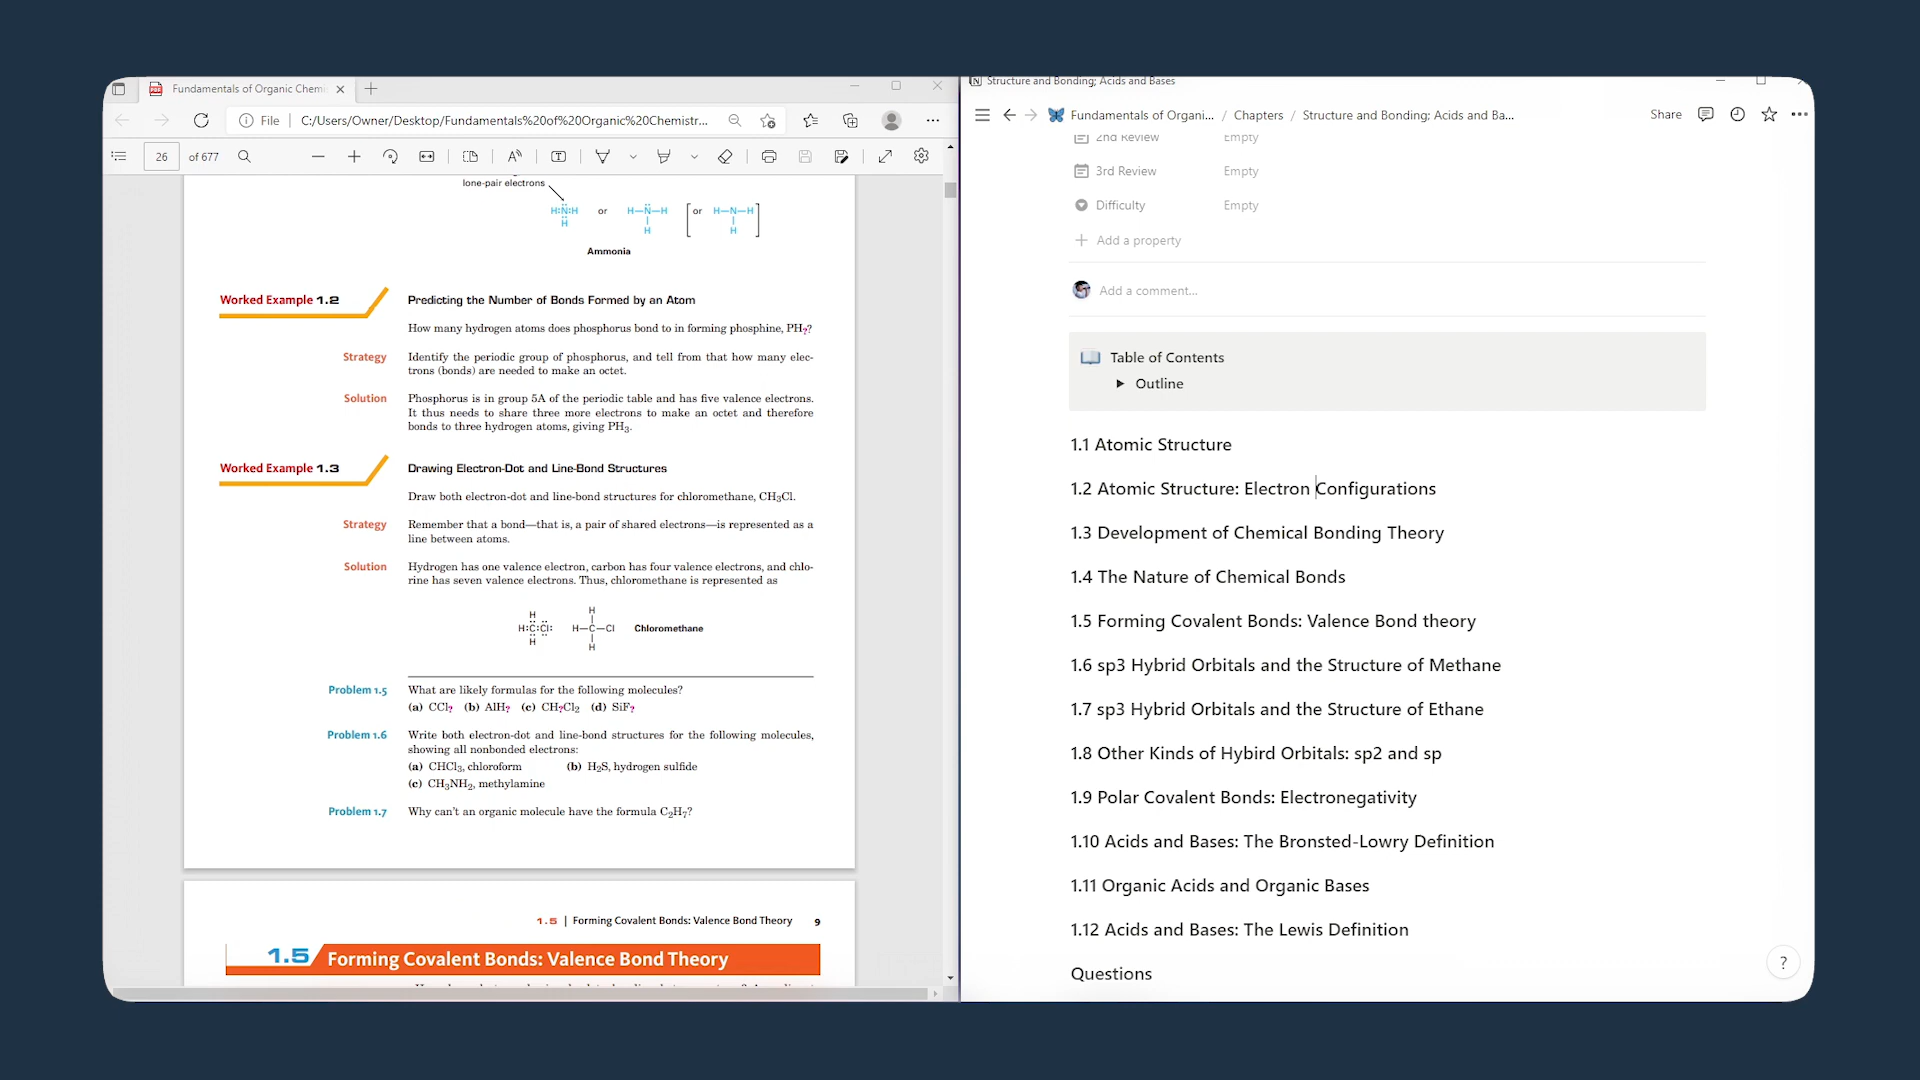 Fundamentals of Organic Chemi
File
C:/Users/Owner/Desktop/Fundamentals%20of%20Organic%20Chemistr...
26 of 677
lone-pair electrons
H:N:H or H—N—H or H—N—H
H H H
Ammonia
Worked Example 1.2 Predicting the Number of Bonds Formed by an Atom
How many hydrogen atoms does phosphorus bond to in forming phosphine, PH??
Strategy Identify the periodic group of phosphorus, and tell from that how many elec-
trons (bonds) are needed to make an octet.
Solution Phosphorus is in group 5A of the periodic table and has five valence electrons.
It thus needs to share three more electrons to make an octet and therefore
bonds to three hydrogen atoms, giving PH3.
Worked Example 1.3 Drawing Electron-Dot and Line-Bond Structures
Draw both electron-dot and line-bond structures for chloromethane, CH3Cl.
Strategy Remember that a bond—that is, a pair of shared electrons—is represented as a
line between atoms.
Solution Hydrogen has one valence electron, carbon has four valence electrons, and chlo-
rine has seven valence electrons. Thus, chloromethane is represented as
H H
H:C:Cl: H—C—Cl Chloromethane
H H
Problem 1.5 What are likely formulas for the following molecules?
(a) CCl? (b) AlH? (c) CH?Cl2 (d) SiF?
Problem 1.6 Write both electron-dot and line-bond structures for the following molecules,
showing all nonbonded electrons:
(a) CHCl3, chloroform (b) H2S, hydrogen sulfide
(c) CH3NH2, methylamine
Problem 1.7 Why can't an organic molecule have the formula C2H7?
1.5 | Forming Covalent Bonds: Valence Bond Theory 9
1.5 Forming Covalent Bonds: Valence Bond Theory
Structure and Bonding; Acids and Bases
Fundamentals of Organi... / Chapters / Structure and Bonding; Acids and Ba...
Share
2nd Review Empty
3rd Review Empty
Difficulty Empty
+ Add a property
Add a comment...
Table of Contents
Outline
1.1 Atomic Structure
1.2 Atomic Structure: Electron Configurations
1.3 Development of Chemical Bonding Theory
1.4 The Nature of Chemical Bonds
1.5 Forming Covalent Bonds: Valence Bond theory
1.6 sp3 Hybrid Orbitals and the Structure of Methane
1.7 sp3 Hybrid Orbitals and the Structure of Ethane
1.8 Other Kinds of Hybird Orbitals: sp2 and sp
1.9 Polar Covalent Bonds: Electronegativity
1.10 Acids and Bases: The Bronsted-Lowry Definition
1.11 Organic Acids and Organic Bases
1.12 Acids and Bases: The Lewis Definition
Questions
?